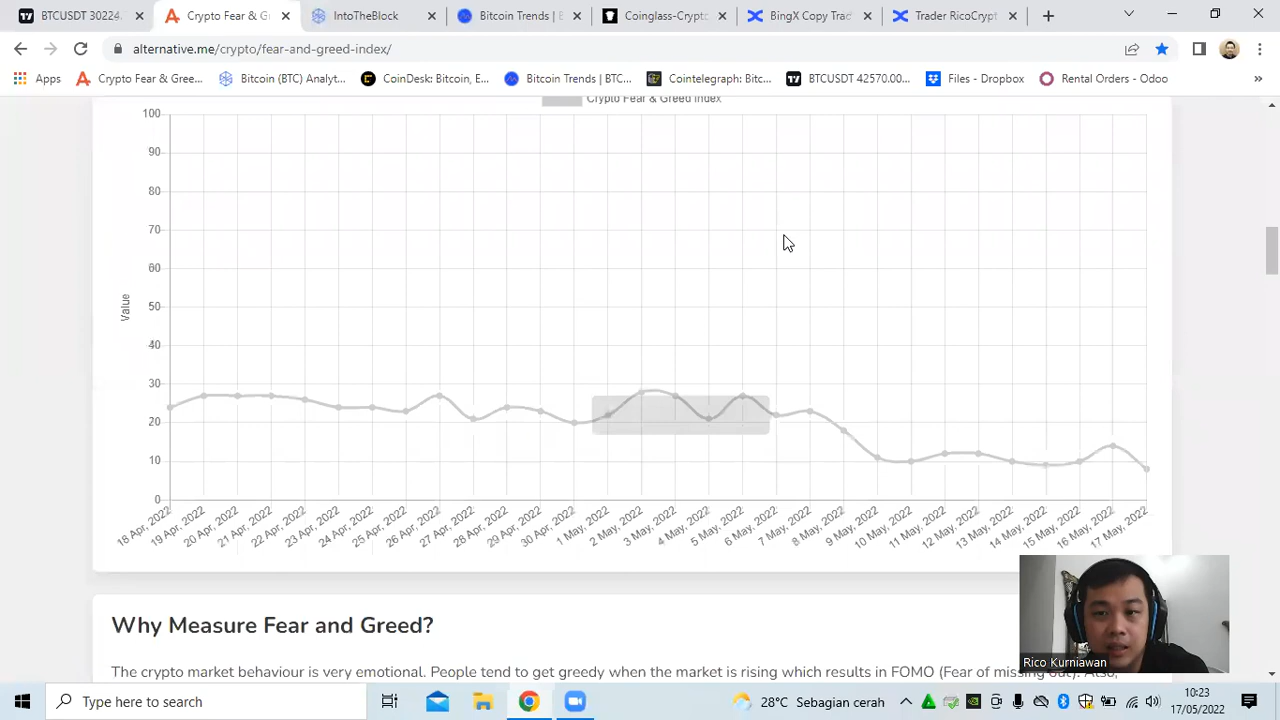 BTCUSDT 30224.
Crypto Fear & G
IntoTheBlock
Bitcoin Trends | B
Coinglass-Crypto
BingX Copy Trad
Trader RicoCrypt
alternative.me/crypto/fear-and-greed-index/
Apps
Crypto Fear & Gree...
Bitcoin (BTC) Analyt...
CoinDesk: Bitcoin, E...
Bitcoin Trends | BTC...
Cointelegraph: Bitc...
BTCUSDT 42570.00...
Files - Dropbox
Rental Orders - Odoo
»
Crypto Fear & Greed Index
100
90
80
70
60
50
40
30
20
10
0
Value
18 Apr, 2022
19 Apr, 2022
20 Apr, 2022
21 Apr, 2022
22 Apr, 2022
23 Apr, 2022
24 Apr, 2022
25 Apr, 2022
26 Apr, 2022
27 Apr, 2022
28 Apr, 2022
29 Apr, 2022
30 Apr, 2022
1 May, 2022
2 May, 2022
3 May, 2022
4 May, 2022
5 May, 2022
6 May, 2022
7 May, 2022
8 May, 2022
9 May, 2022
10 May, 2022
11 May, 2022
12 May, 2022
13 May, 2022
14 May, 2022
15 May, 2022
16 May, 2022
17 May, 2022
Why Measure Fear and Greed?
The crypto market behaviour is very emotional. People tend to get greedy when the market is rising which results in FOMO (Fear of missing out). Also,
Rico Kurniawan
Type here to search
28°C Sebagian cerah
10:23
17/05/2022